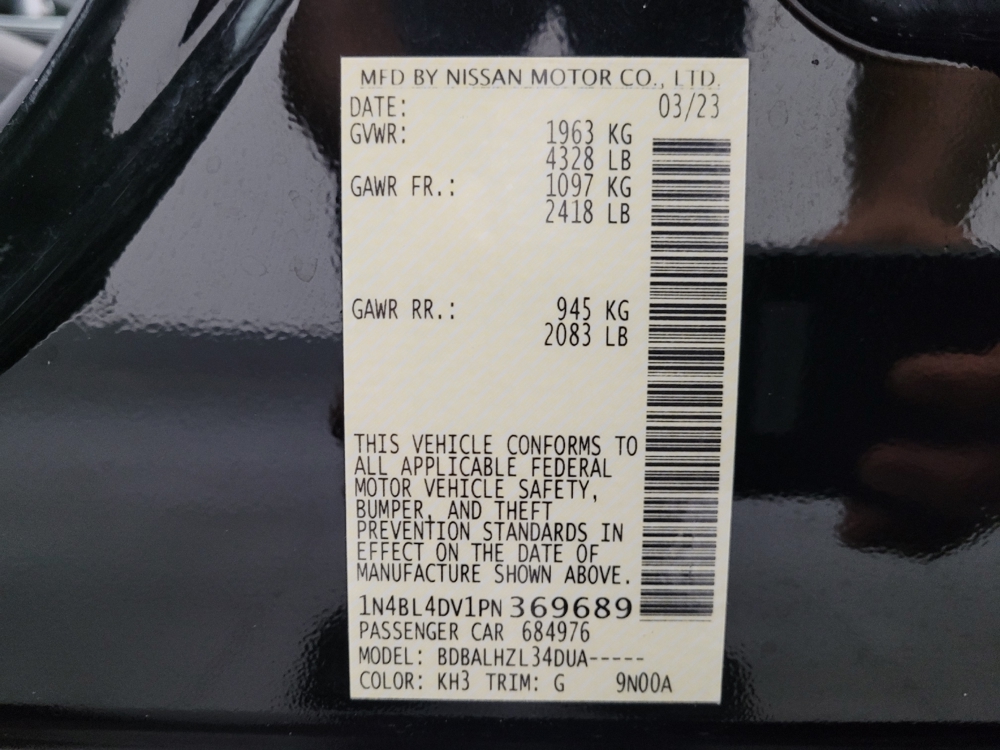 MFD BY NISSAN MOTOR CO., LTD.
DATE: 03/23
GVWR: 1963 KG
4328 LB
GAWR FR.: 1097 KG
2418 LB
GAWR RR.: 945 KG
2083 LB
THIS VEHICLE CONFORMS TO
ALL APPLICABLE FEDERAL
MOTOR VEHICLE SAFETY,
BUMPER, AND THEFT
PREVENTION STANDARDS IN
EFFECT ON THE DATE OF
MANUFACTURE SHOWN ABOVE.
1N4BL4DV1PN369689
PASSENGER CAR 684976
MODEL: BDBALHZL34DUA-----
COLOR: KH3 TRIM: G 9N00A